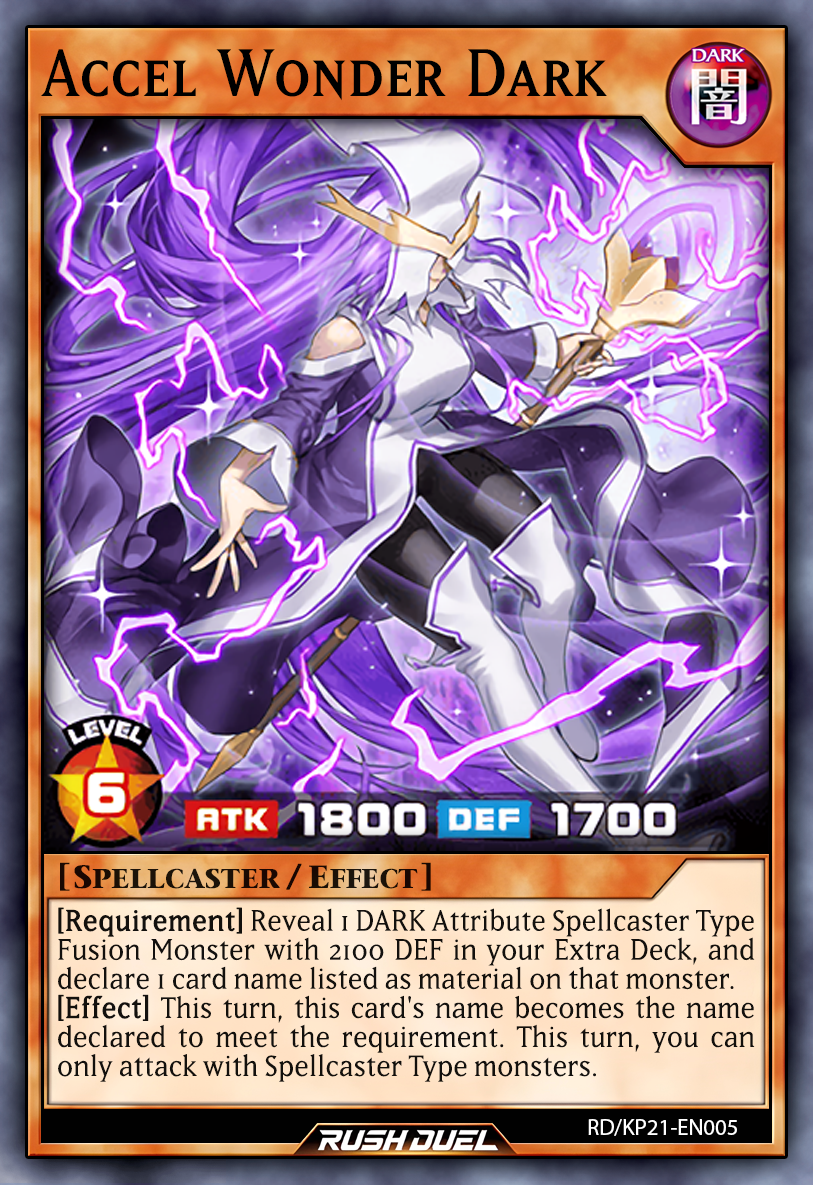 Accel Wonder Dark
DARK
闇
LEVEL
6
ATK 1800 DEF 1700
[Spellcaster / Effect]
[Requirement] Reveal 1 DARK Attribute Spellcaster Type
Fusion Monster with 2100 DEF in your Extra Deck, and
declare 1 card name listed as material on that monster.
[Effect] This turn, this card's name becomes the name
declared to meet the requirement. This turn, you can
only attack with Spellcaster Type monsters.
RD/KP21-EN005
RUSH DUEL